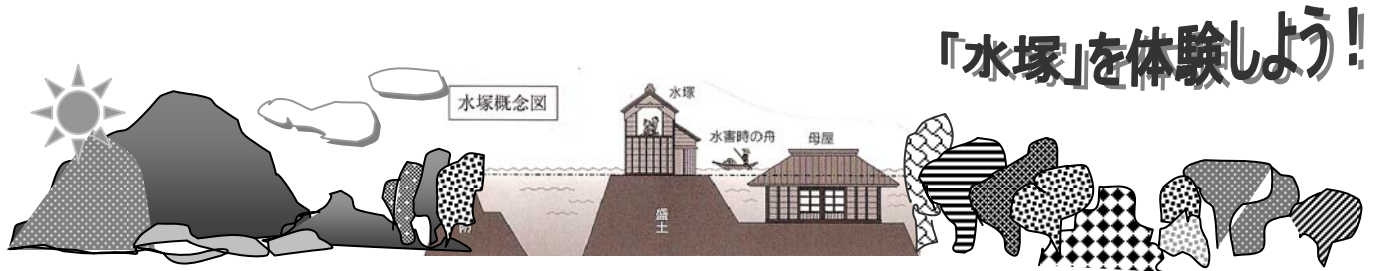 「水塚」を体験しよう!
水塚概念図
水塚
水害時の舟
母屋
盛土